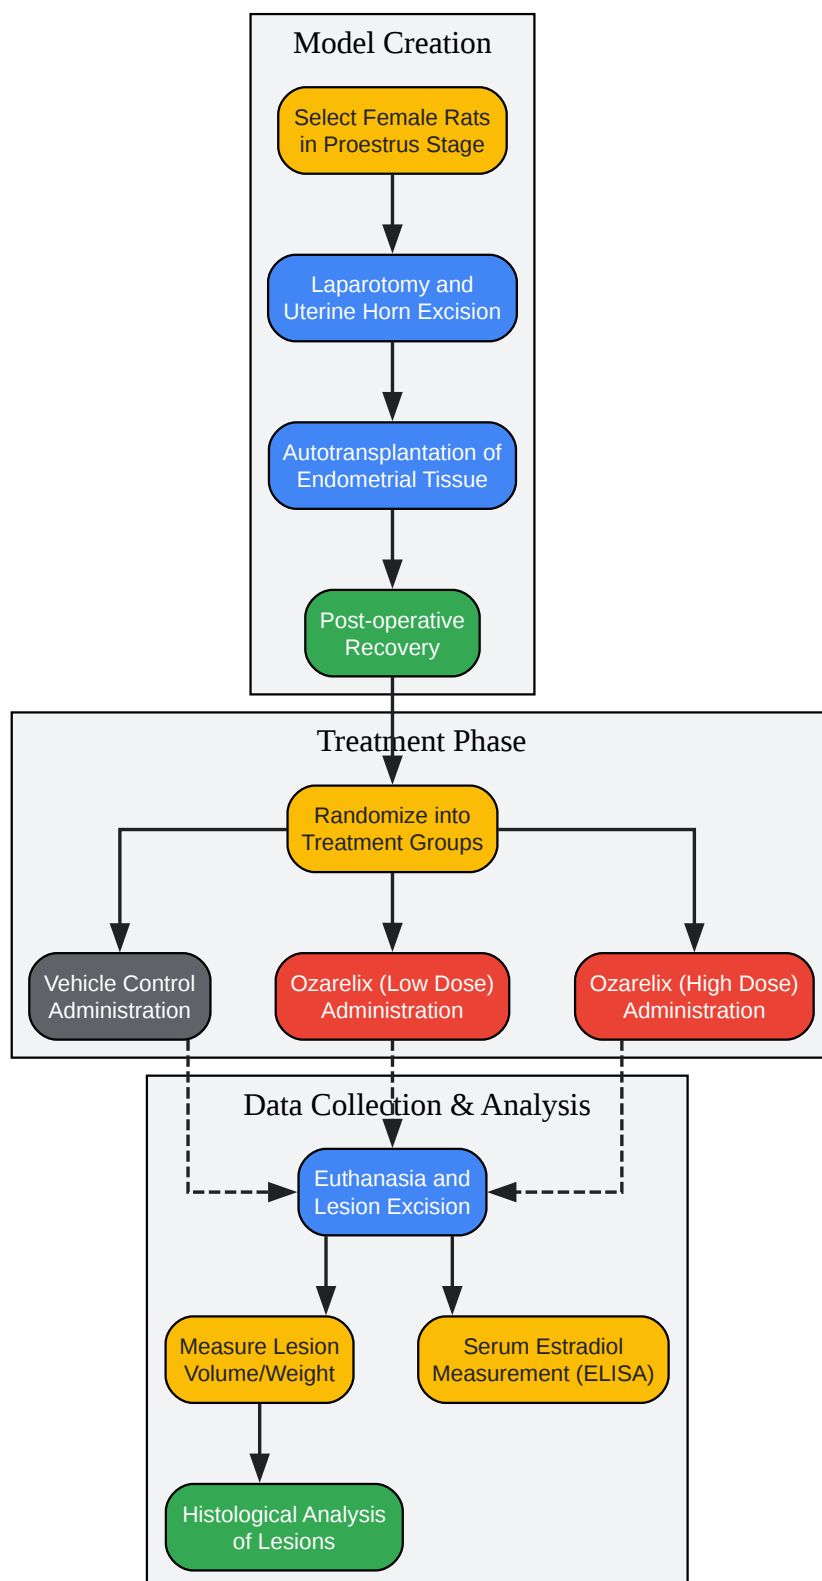 Model Creation
Select Female Rats
in Proestrus Stage
Laparotomy and
Uterine Horn Excision
Autotransplantation of
Endometrial Tissue
Post-operative
Recovery
Treatment Phase
Randomize into
Treatment Groups
Vehicle Control
Administration
Ozarelix (Low Dose)
Administration
Ozarelix (High Dose)
Administration
Data Collection & Analysis
Euthanasia and
Lesion Excision
Measure Lesion
Volume/Weight
Serum Estradiol
Measurement (ELISA)
Histological Analysis
of Lesions